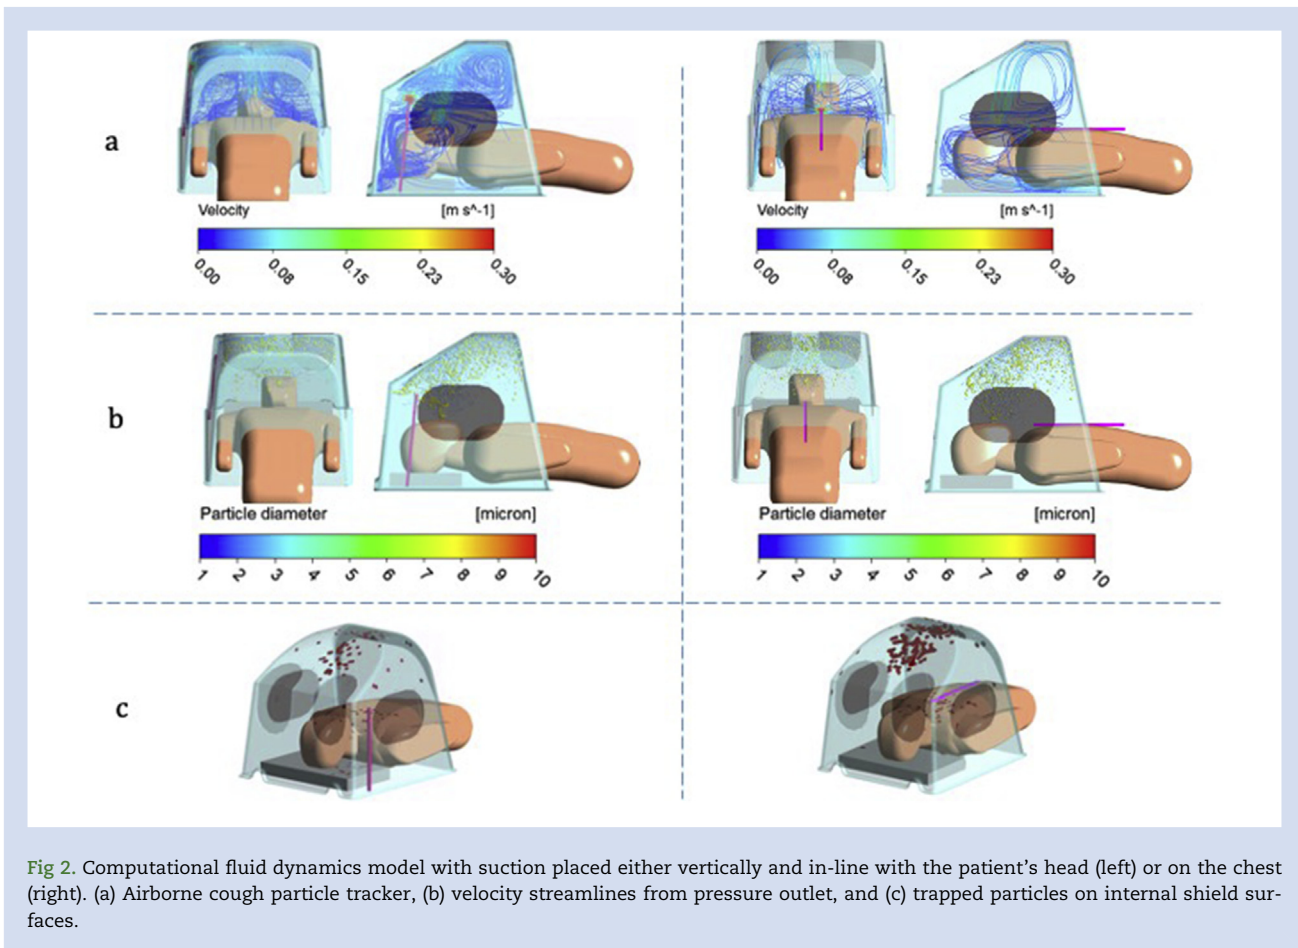 a
Velocity [m s^-1]
0.00 0.08 0.15 0.23 0.30
Velocity [m s^-1]
0.00 0.08 0.15 0.23 0.30
b
Particle diameter [micron]
1 2 3 4 5 6 7 8 9 10
Particle diameter [micron]
1 2 3 4 5 6 7 8 9 10
c
Fig 2. Computational fluid dynamics model with suction placed either vertically and in-line with the patient's head (left) or on the chest
(right). (a) Airborne cough particle tracker, (b) velocity streamlines from pressure outlet, and (c) trapped particles on internal shield sur-
faces.